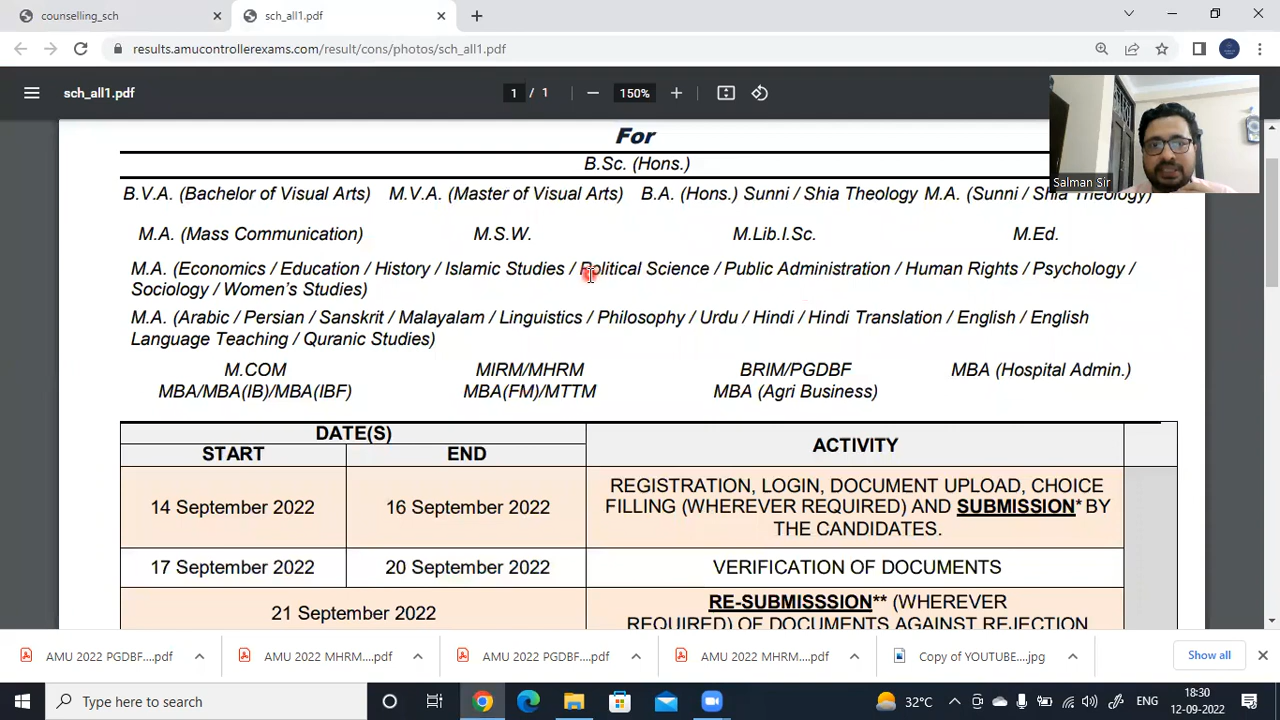 counselling_sch
sch_all1.pdf
results.amucontrollerexams.com/result/cons/photos/sch_all1.pdf
sch_all1.pdf
1 / 1
150%
For
B.Sc. (Hons.)
B.V.A. (Bachelor of Visual Arts) M.V.A. (Master of Visual Arts) B.A. (Hons.) Sunni / Shia Theology M.A. (Sunni / Shia Theology)
Salman Sir
M.A. (Mass Communication) M.S.W. M.Lib.I.Sc. M.Ed.
M.A. (Economics / Education / History / Islamic Studies / Political Science / Public Administration / Human Rights / Psychology /
Sociology / Women's Studies)
M.A. (Arabic / Persian / Sanskrit / Malayalam / Linguistics / Philosophy / Urdu / Hindi / Hindi Translation / English / English
Language Teaching / Quranic Studies)
M.COM MIRM/MHRM BRIM/PGDBF MBA (Hospital Admin.)
MBA/MBA(IB)/MBA(IBF) MBA(FM)/MTTM MBA (Agri Business)
DATE(S)
START END ACTIVITY
14 September 2022 16 September 2022 REGISTRATION, LOGIN, DOCUMENT UPLOAD, CHOICE
FILLING (WHEREVER REQUIRED) AND SUBMISSION* BY
THE CANDIDATES.
17 September 2022 20 September 2022 VERIFICATION OF DOCUMENTS
21 September 2022 RE-SUBMISSSION** (WHEREVER
REQUIRED) OF DOCUMENTS AGAINST REJECTION
AMU 2022 PGDBF....pdf
AMU 2022 MHRM....pdf
AMU 2022 PGDBF....pdf
AMU 2022 MHRM....pdf
Copy of YOUTUBE....jpg
Show all
Type here to search
32°C
ENG
18:30
12-09-2022